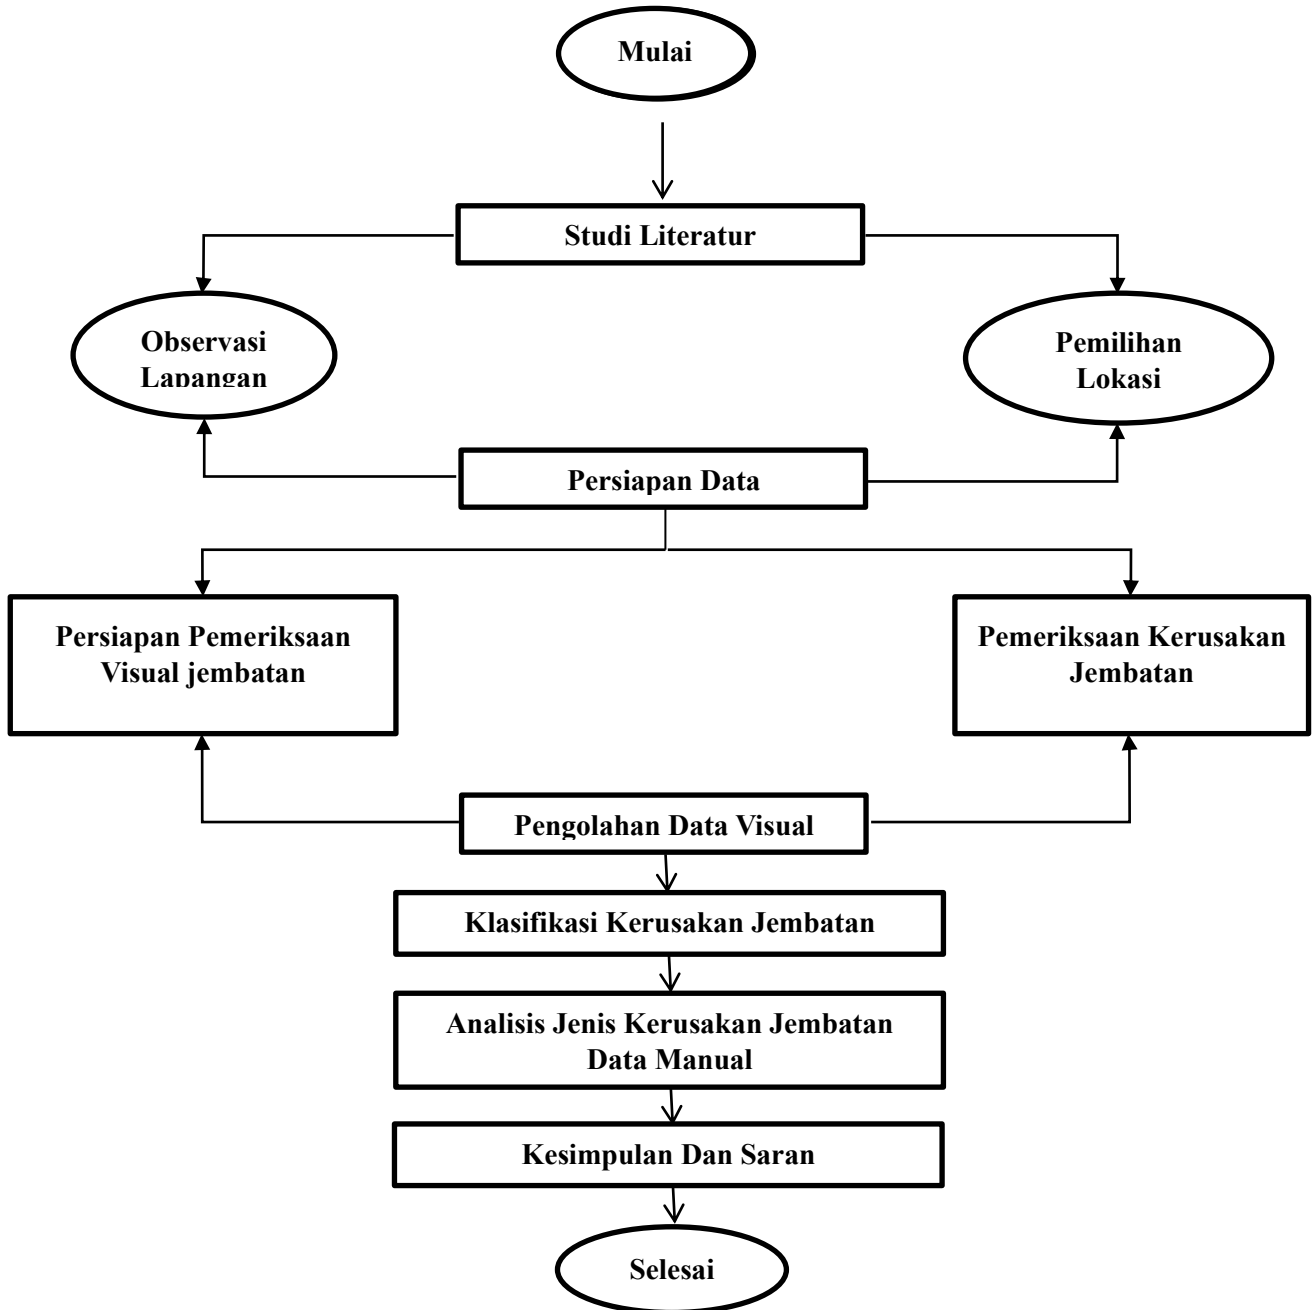 Mulai
Studi Literatur
Observasi
Lapangan
Pemilihan
Lokasi
Persiapan Data
Persiapan Pemeriksaan
Visual jembatan
Pemeriksaan Kerusakan
Jembatan
Pengolahan Data Visual
Klasifikasi Kerusakan Jembatan
Analisis Jenis Kerusakan Jembatan
Data Manual
Kesimpulan Dan Saran
Selesai